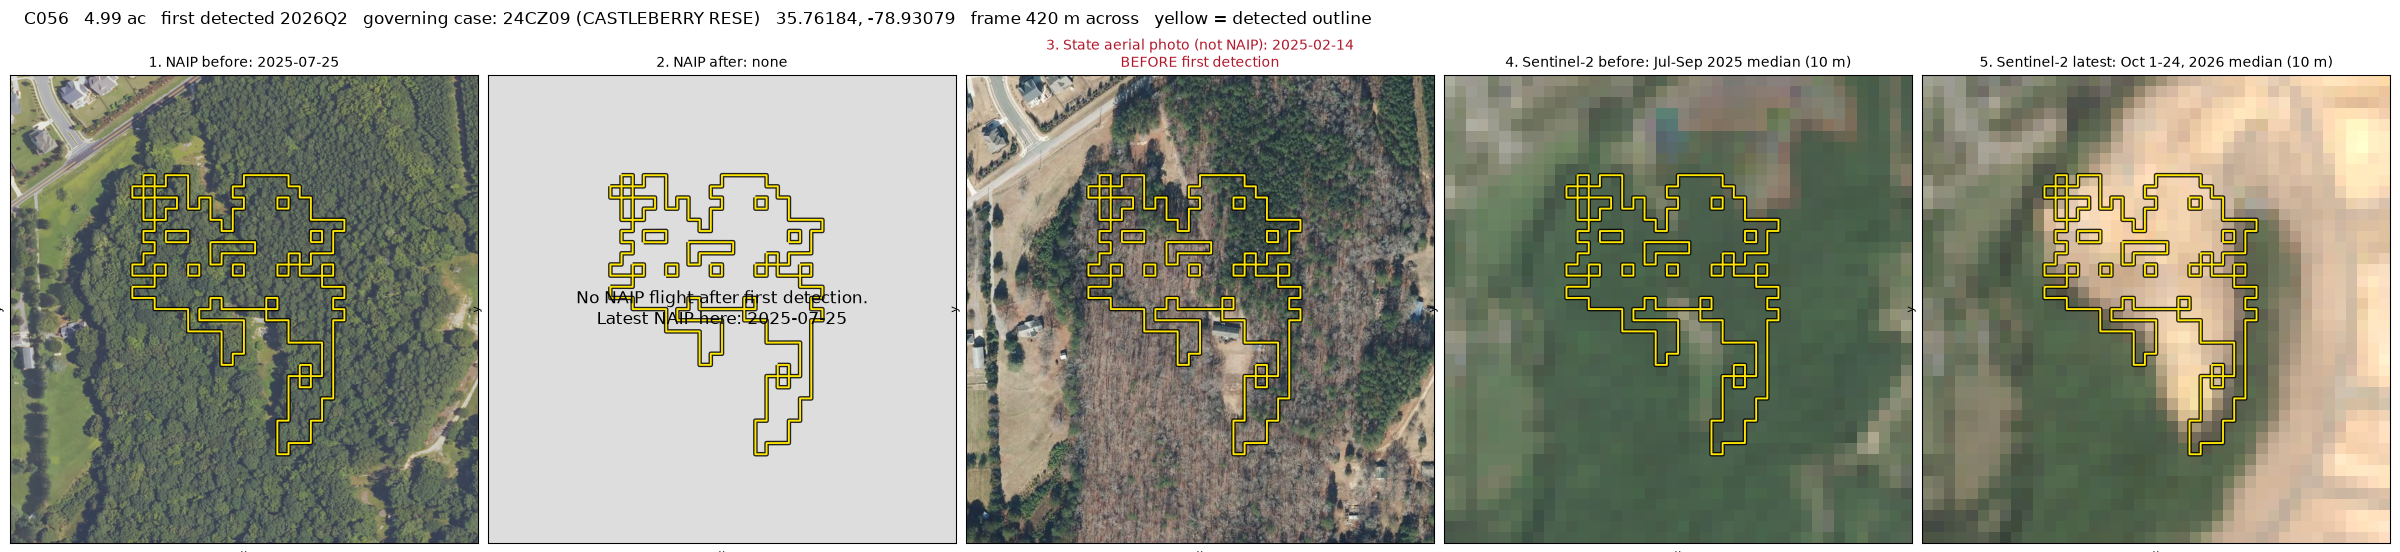 C056   4.99 ac   first detected 2026Q2   governing case: 24CZ09 (CASTLEBERRY RESE)   35.76184, -78.93079   frame 420 m across   yellow = detected outline
1. NAIP before: 2025-07-25
2. NAIP after: none
3. State aerial photo (not NAIP): 2025-02-14
BEFORE first detection
4. Sentinel-2 before: Jul-Sep 2025 median (10 m)
5. Sentinel-2 latest: Oct 1-24, 2026 median (10 m)
No NAIP flight after first detection.
Latest NAIP here: 2025-07-25